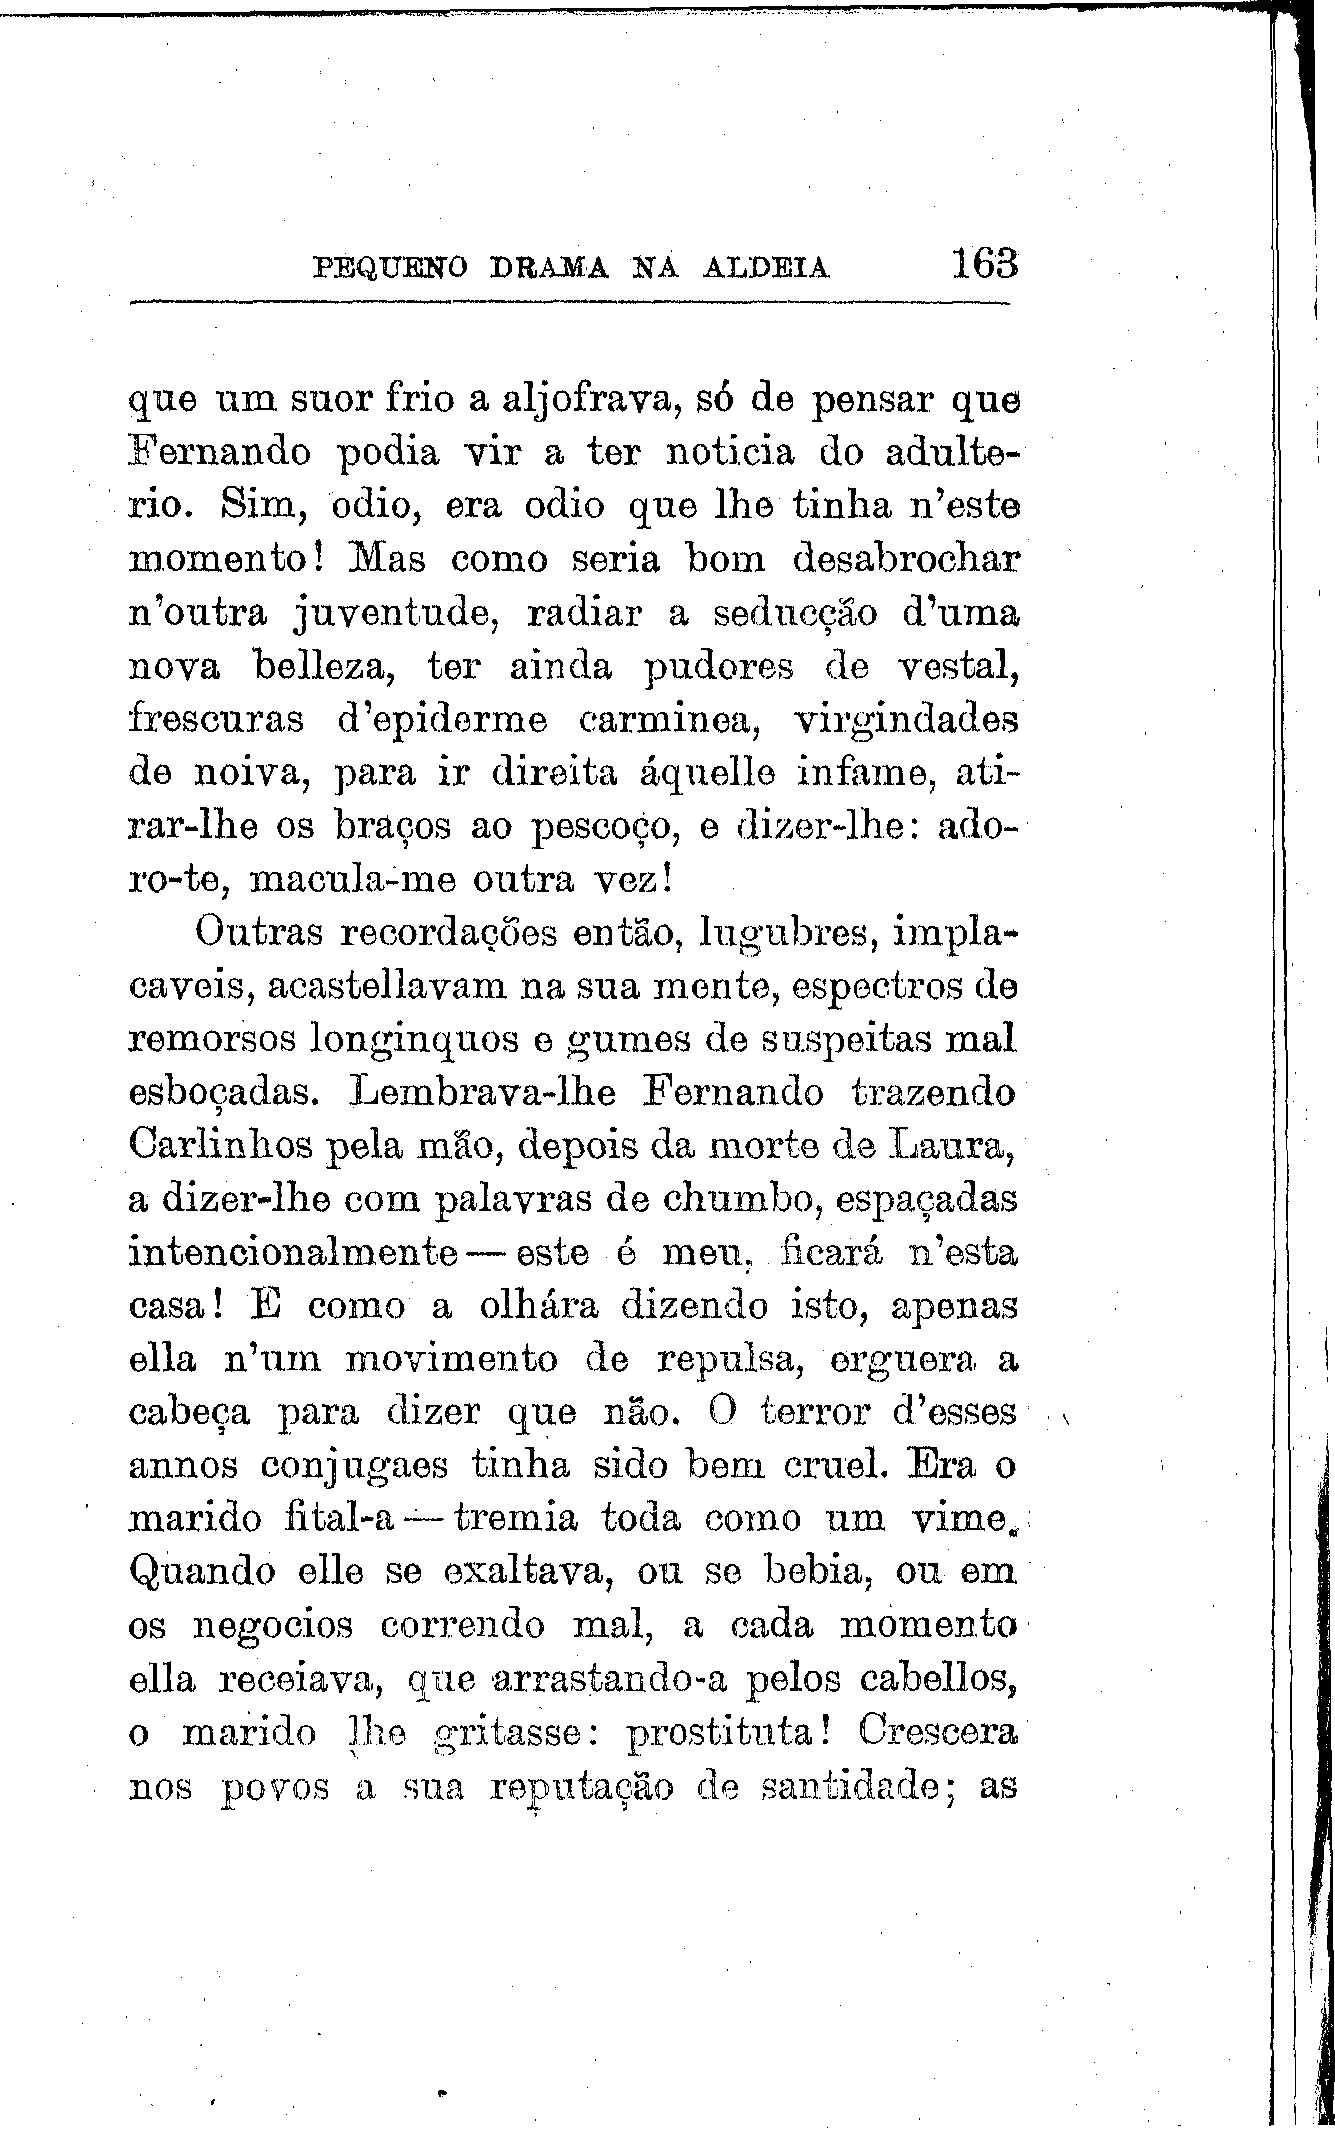 PEQUENO DRAMA NA ALDEIA 163
que um suor frio a aljofrava, só de pensar que
Fernando podia vir a ter noticia do adulte-
rio. Sim, odio, era odio que lhe tinha n'este
momento! Mas como seria bom desabrochar
n'outra juventude, radiar a seducção d'uma
nova belleza, ter ainda pudores de vestal,
frescuras d'epiderme carminea, virgindades
de noiva, para ir direita áquelle infame, ati-
rar-lhe os braços ao pescoço, e dizer-lhe: ado-
ro-te, macula-me outra vez!
Outras recordações então, lugubres, impla-
caveis, acastellavam na sua mente, espectros de
remorsos longinquos e gumes de suspeitas mal
esboçadas. Lembrava-lhe Fernando trazendo
Carlinhos pela mão, depois da morte de Laura,
a dizer-lhe com palavras de chumbo, espaçadas
intencionalmente — este é meu, ficará n'esta
casa! E como a olhára dizendo isto, apenas
ella n'um movimento de repulsa, erguera a
cabeça para dizer que não. O terror d'esses
annos conjugaes tinha sido bem cruel. Era o
marido fital-a — tremia toda como um vime.
Quando elle se exaltava, ou se bebia, ou em
os negocios correndo mal, a cada momento
ella receiava, que arrastando-a pelos cabellos,
o marido lhe gritasse: prostituta! Crescera
nos povos a sua reputação de santidade; as